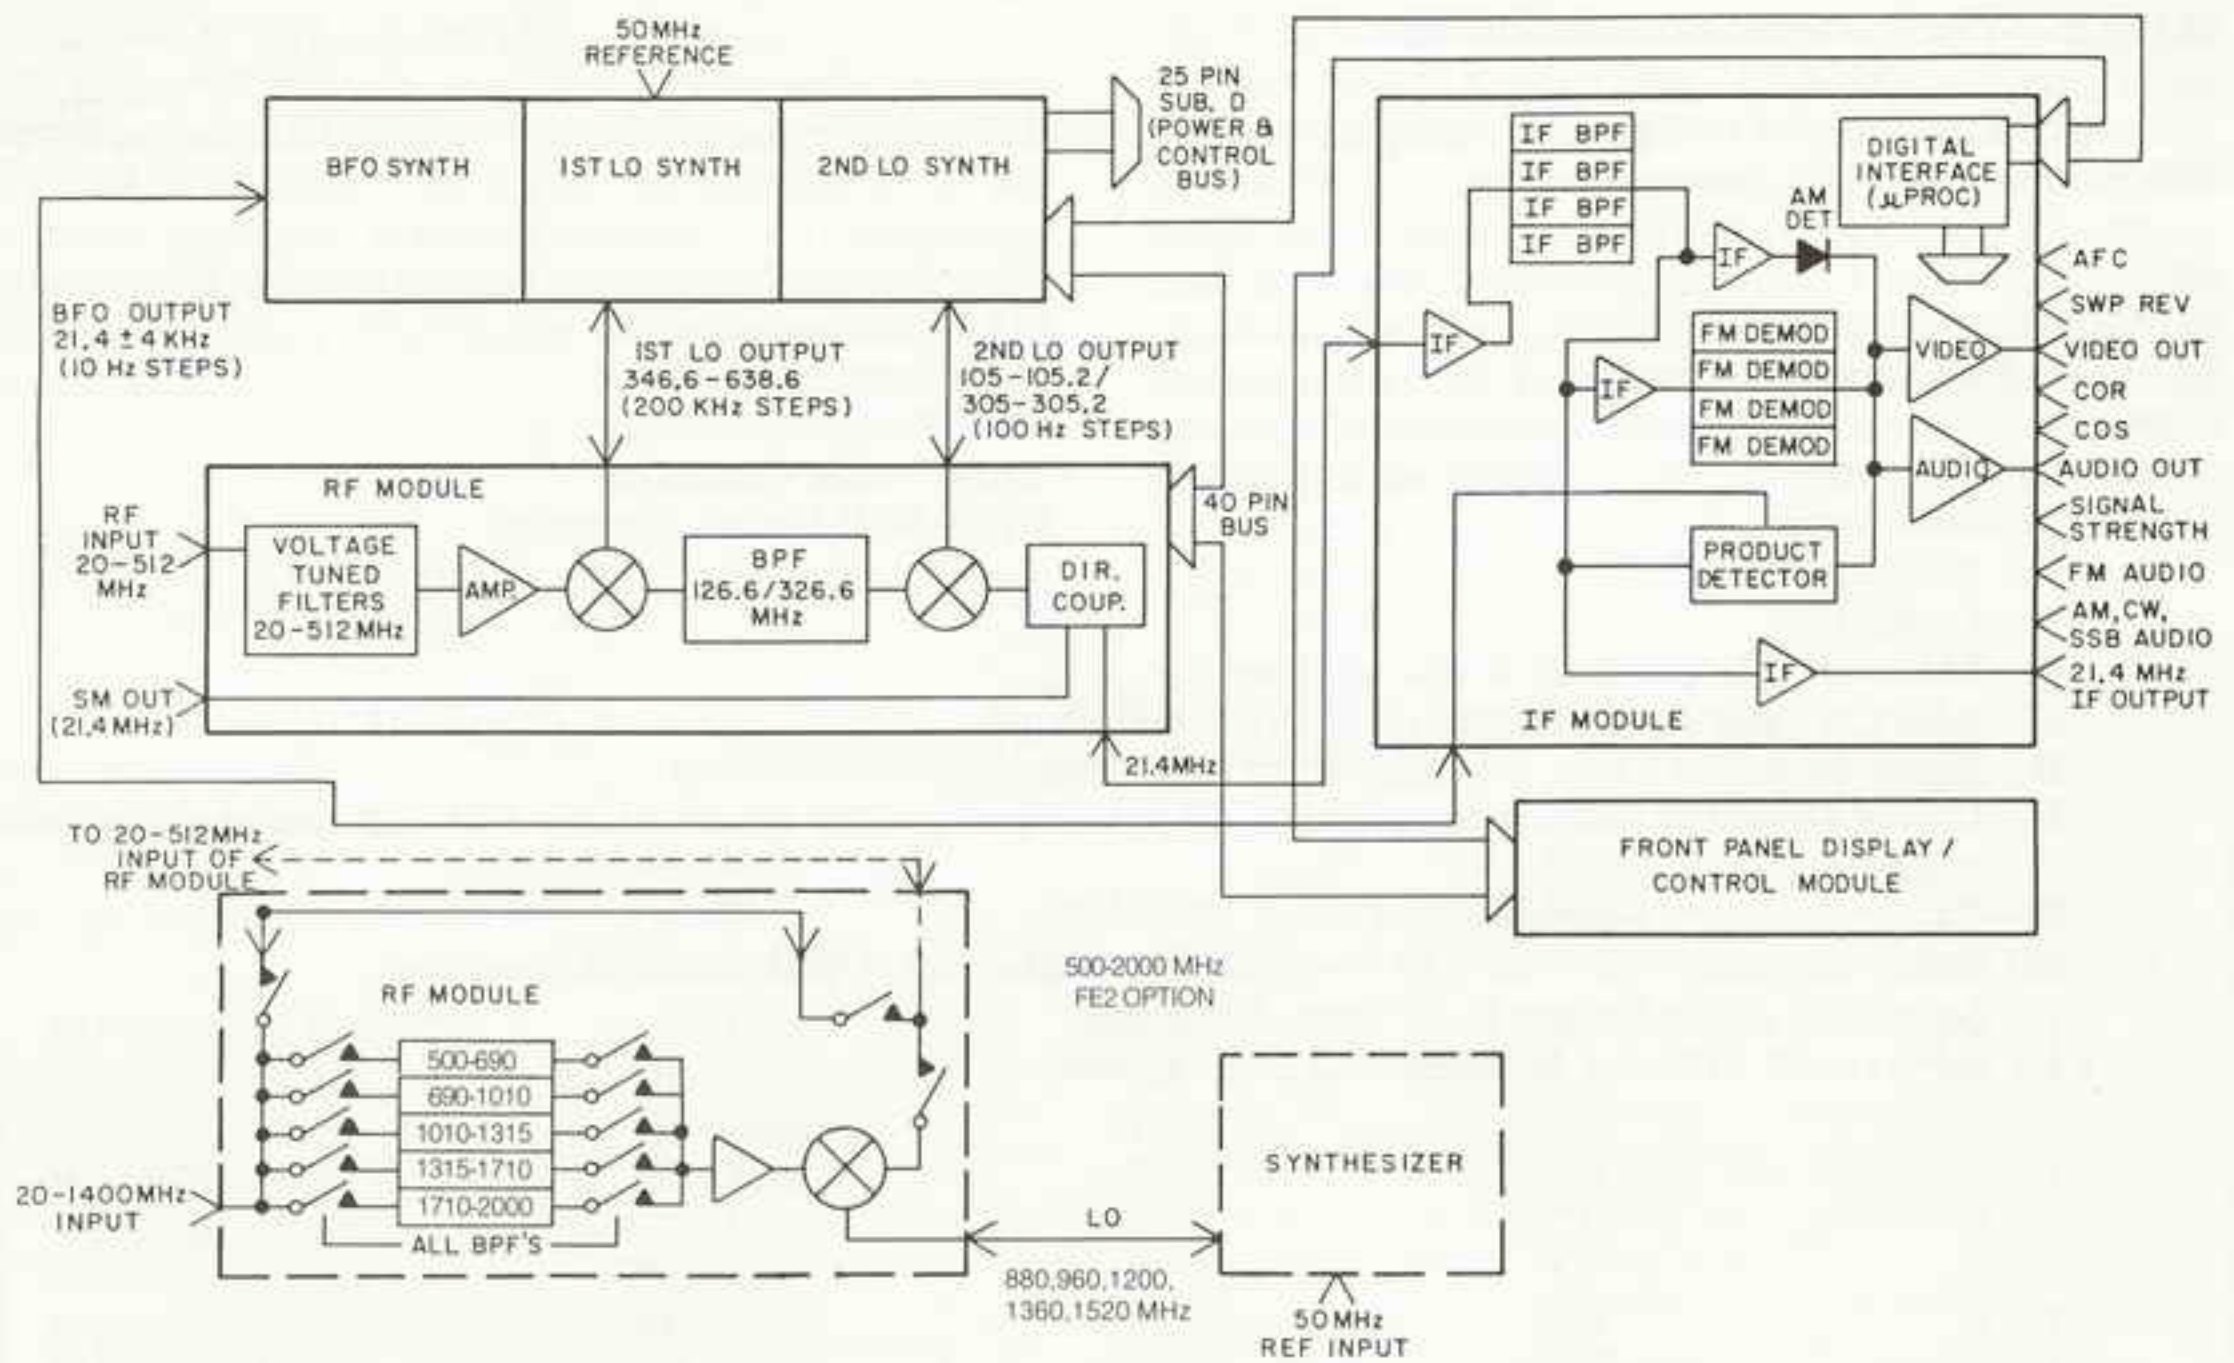 50MHz
REFERENCE
25 PIN
SUB. D
(POWER &
CONTROL
BUS)
BFO SYNTH
1ST LO SYNTH
2ND LO SYNTH
BFO OUTPUT
21.4 ± 4 KHz
(10 Hz STEPS)
1ST LO OUTPUT
346.6-638.6
(200 KHz STEPS)
2ND LO OUTPUT
105-105.2/
305-305.2
(100 Hz STEPS)
RF MODULE
RF
INPUT
20-512
MHz
VOLTAGE
TUNED
FILTERS
20-512MHz
AMP.
BPF
126.6/326.6
MHz
DIR.
COUP.
40 PIN
BUS
SM OUT
(21.4MHz)
21.4MHz
IF BPF
IF BPF
IF BPF
IF BPF
DIGITAL
INTERFACE
(µPROC)
AM
DET
IF
IF
IF
FM DEMOD
FM DEMOD
FM DEMOD
FM DEMOD
VIDEO
AUDIO
PRODUCT
DETECTOR
IF
IF MODULE
AFC
SWP REV
VIDEO OUT
COR
COS
AUDIO OUT
SIGNAL
STRENGTH
FM AUDIO
AM, CW,
SSB AUDIO
21.4 MHz
IF OUTPUT
FRONT PANEL DISPLAY /
CONTROL MODULE
TO 20-512MHz
INPUT OF
RF MODULE
RF MODULE
500-690
690-1010
1010-1315
1315-1710
1710-2000
ALL BPF'S
20-1400MHz
INPUT
500-2000 MHz
FE2 OPTION
LO
880,960,1200,
1360,1520 MHz
SYNTHESIZER
50MHz
REF INPUT